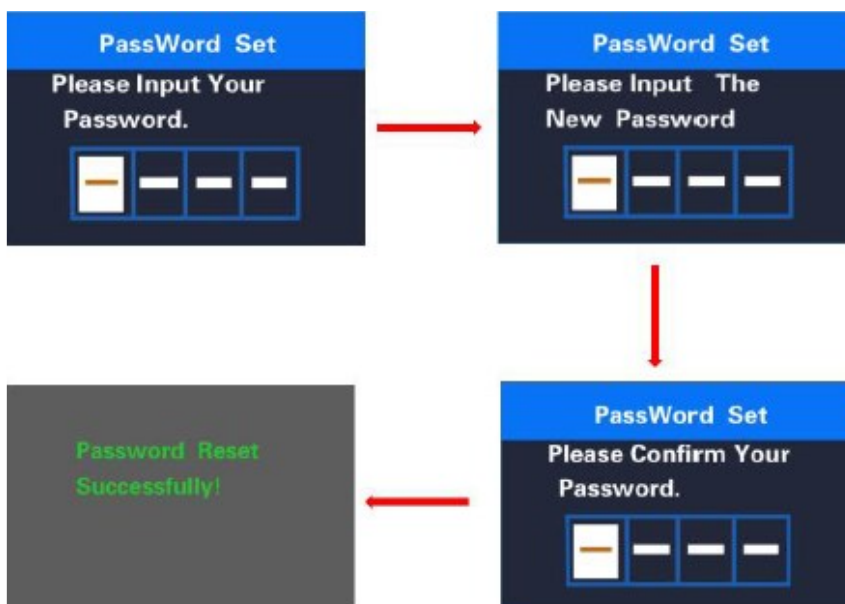 PassWord Set
Please Input Your
Password.
PassWord Set
Please Input The
New Password
PassWord Set
Please Confirm Your
Password.
Password Reset
Successfully!